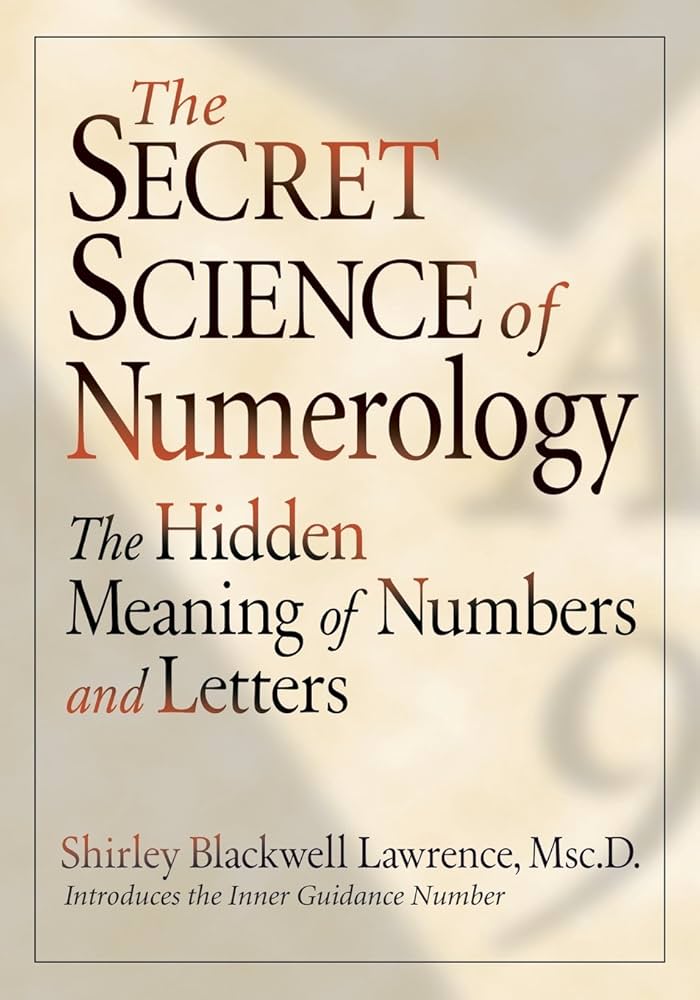 The
SECRET
SCIENCE of
Numerology
The Hidden
Meaning of Numbers
and Letters
Shirley Blackwell Lawrence, Msc.D.
Introduces the Inner Guidance Number
A
9